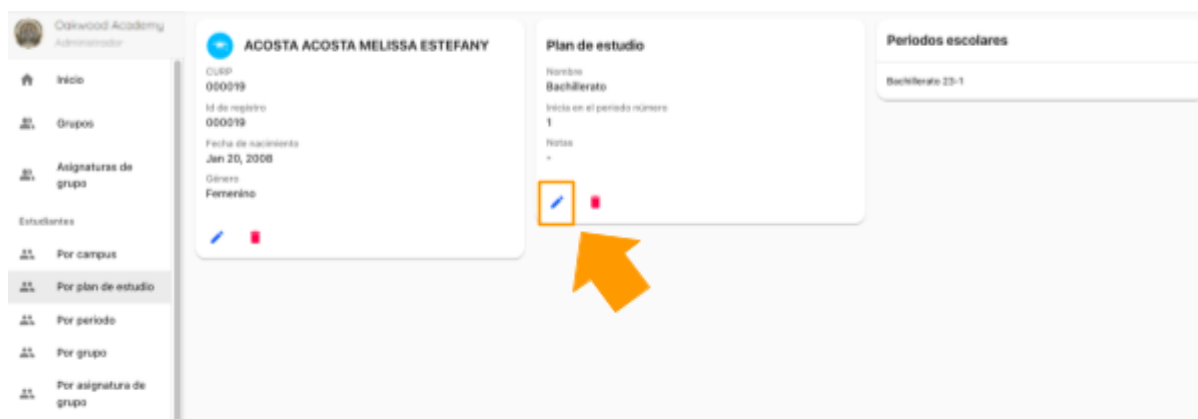 Oakwood Academy
Administrador
Inicio
Grupos
Asignaturas de
grupo
Estudiantes
Por campus
Por plan de estudio
Por periodo
Por grupo
Por asignatura de
grupo
ACOSTA ACOSTA MELISSA ESTEFANY
CURP
000019
Id de registro
000019
Fecha de nacimiento
Jan 20, 2008
Género
Femenino
Plan de estudio
Nombre
Bachillerato
Inicia en el periodo número
1
Notas
-
Periodos escolares
Bachillerato 23-1